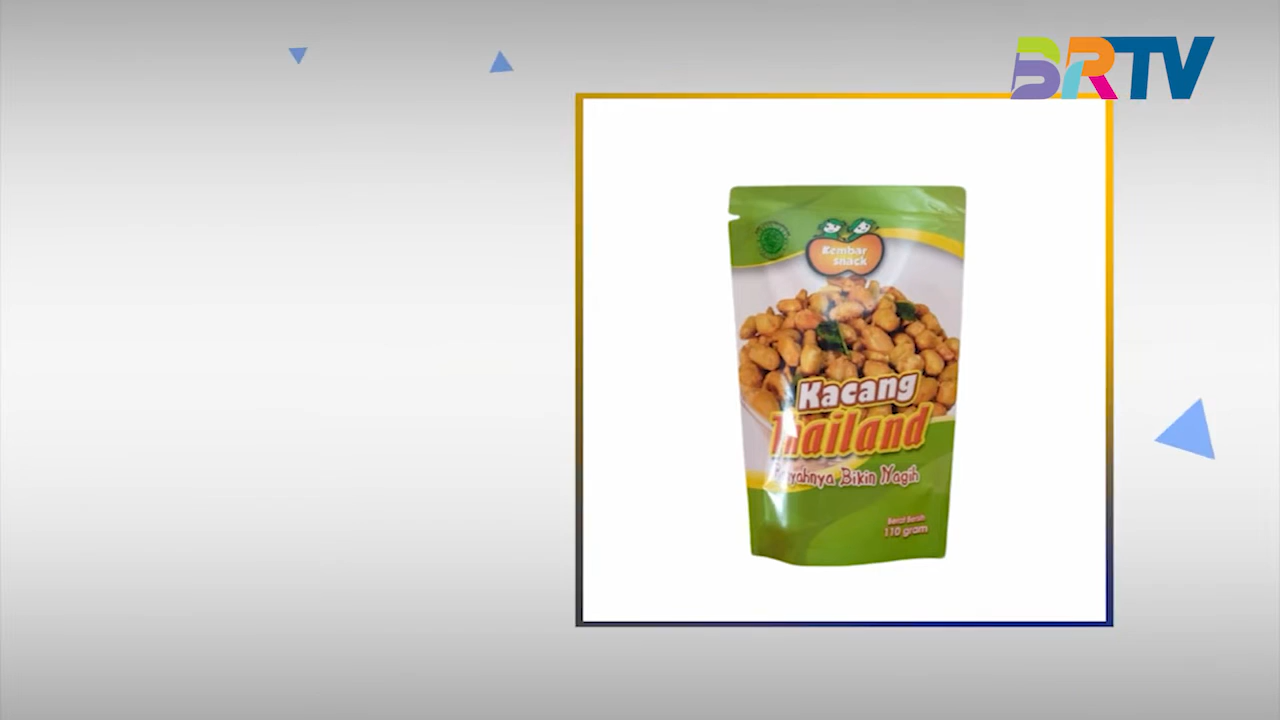 BRTV
Kembar
snack
Kacang
Thailand
Bikin Nagih
Berat Bersih
110 gram